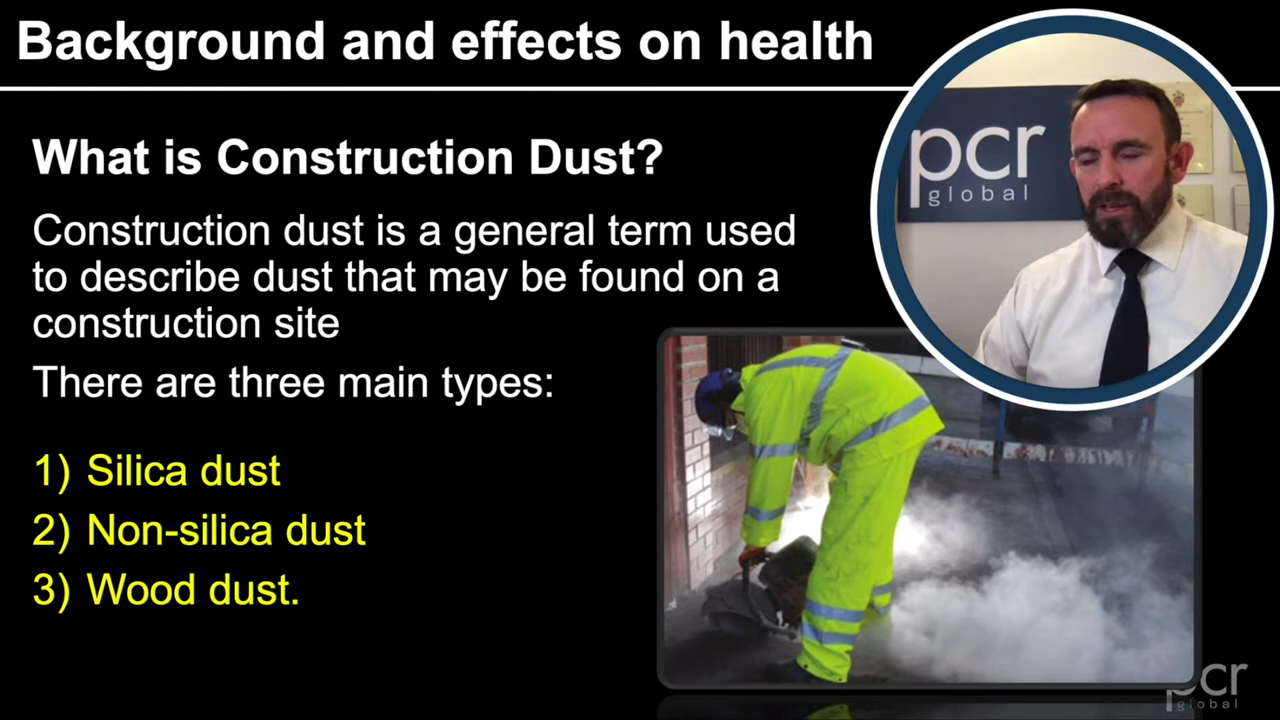 Background and effects on health
pcr
global
What is Construction Dust?
Construction dust is a general term used
to describe dust that may be found on a
construction site
There are three main types:
1) Silica dust
2) Non-silica dust
3) Wood dust.
pcr
global